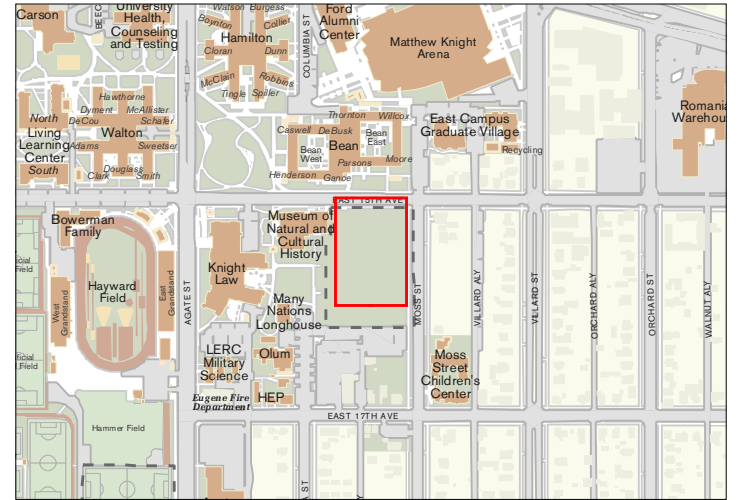 Carson
University
Health,
Counseling
and Testing
Watson
Burgess
Boynton
Collier
Hamilton
Cloran
Dunn
McClain
Robbins
Tingle
Spiller
COLUMBIA ST
Ford
Alumni
Center
Matthew Knight
Arena
Hawthorne
Dyment
McAllister
DeCou
Schafer
Walton
Adams
Sweetser
Douglass
Clark
Smith
North
Living
Learning
Center
South
Thornton
Willcox
Caswell
DeBusk
Bean
Bean
East
Bean
West
Parsons
Moore
Henderson
Ganoe
East Campus
Graduate Village
Recycling
EAST 15TH AVE
Bowerman
Family
Hayward
Field
West
Grandstand
East
Grandstand
AGATE ST
Museum of
Natural and
Cultural
History
Knight
Law
Many
Nations
Longhouse
LERC
Military
Science
Olum
Eugene Fire
Department
HEP
MOSS ST
VILLARD ALY
VILLARD ST
ORCHARD ALY
ORCHARD ST
WALNUT ALY
Moss
Street
Children's
Center
EAST 17TH AVE
Hammer Field